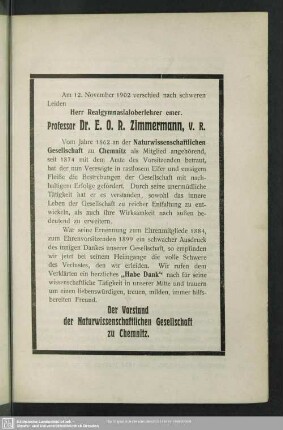 Am 12. November 1902 verschied nach schweren
Leiden
Herr Realgymnasialoberlehrer emer.
Professor Dr. E. O. R. Zimmermann, V. R.
Vom Jahre 1862 an der Naturwissenschaftlichen
Gesellschaft zu Chemnitz als Mitglied angehörend,
seit 1874 mit dem Amte des Vorsitzenden betraut,
hat der nun Verewigte in rastlosem Eifer und emsigem
Fleiße die Bestrebungen der Gesellschaft mit nach-
haltigem Erfolge gefördert. Durch seine unermüdliche
Tätigkeit hat er es verstanden, sowohl das innere
Leben der Gesellschaft zu reicher Entfaltung zu ent-
wickeln, als auch ihre Wirksamkeit nach außen be-
deutend zu erweitern.
War seine Ernennung zum Ehrenmitgliede 1884,
zum Ehrenvorsitzenden 1899 ein schwacher Ausdruck
des innigen Dankes unserer Gesellschaft, so empfinden
wir jetzt bei seinem Heimgange die volle Schwere
des Verlustes, den wir erleiden. Wir rufen dem
Verklärten ein herzliches „Habe Dank“ nach für seine
wissenschaftliche Tätigkeit in unserer Mitte und trauern
um einen liebenswürdigen, treuen, milden, immer hilfs-
bereiten Freund.
Der Vorstand
der Naturwissenschaftlichen Gesellschaft
zu Chemnitz.